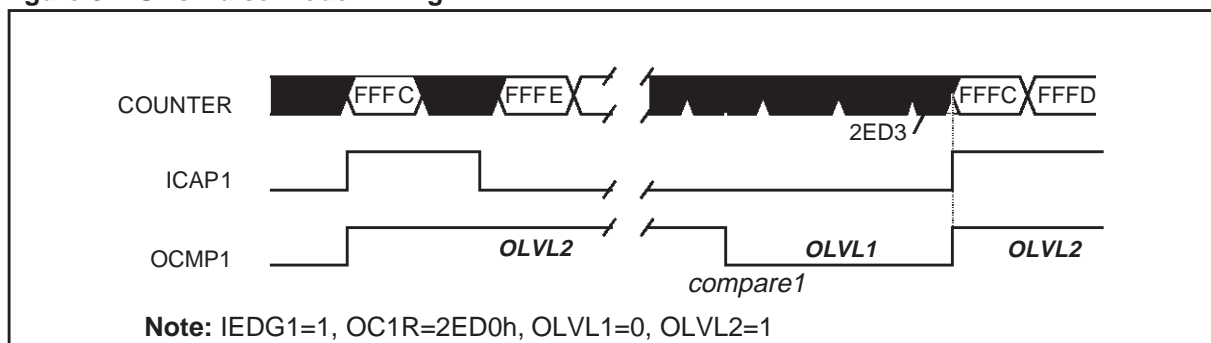 COUNTER
FFFC
FFFE
2ED3
FFFC
FFFD
ICAP1
OCMP1
OLVL2
OLVL1
OLVL2
compare1
Note: IEDG1=1, OC1R=2ED0h, OLVL1=0, OLVL2=1